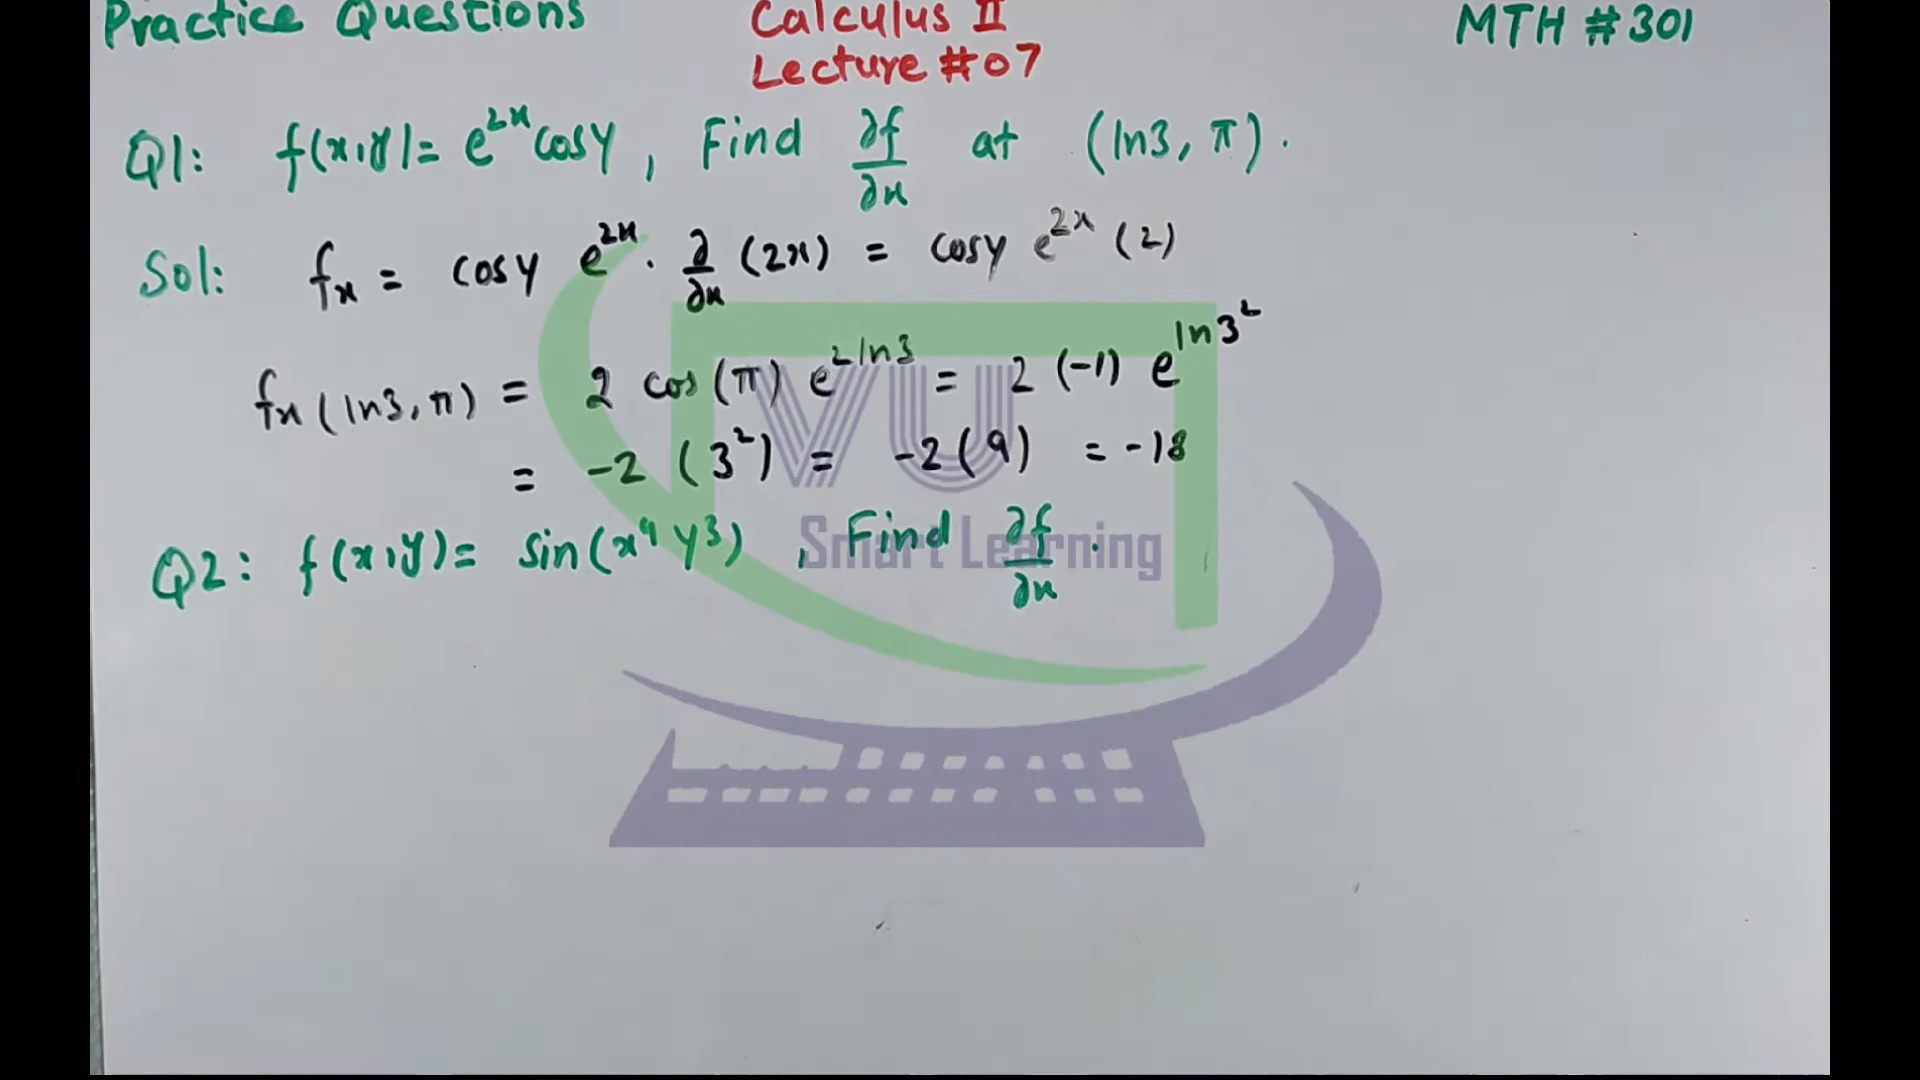 Practice Questions Calculus II MTH #301
Lecture #07
Q1: f(x,y)= e^2x cosy , Find ∂f/∂x at (ln3, π).
Sol: fx = cosy e^2x . ∂/∂x (2x) = cosy e^2x (2)
fx (ln3, π) = 2 cos(π) e^2ln3 = 2 (-1) e^ln3^2
= -2 (3^2) = -2(9) = -18
VU
Q2: f(x,y)= sin(x^4 y^3) , Find ∂f/∂x .
Smart Learning